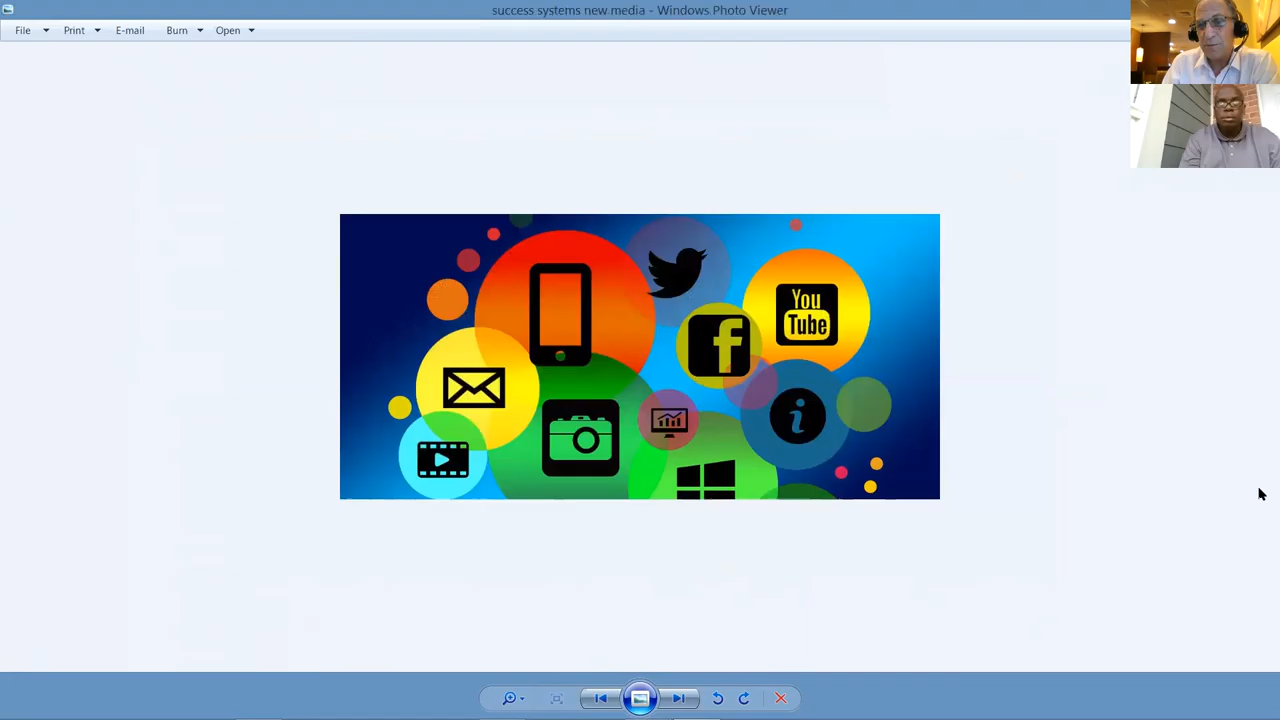 success systems new media - Windows Photo Viewer
File Print E-mail Burn Open
You
Tube
f
i